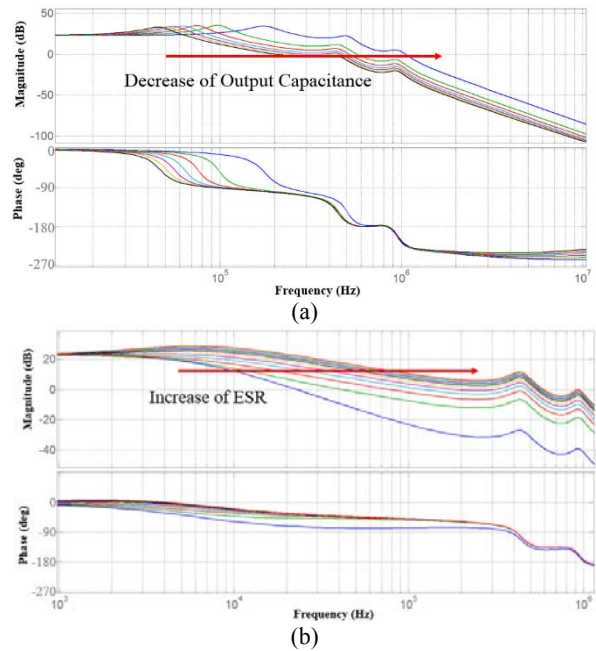 50
0
-50
-100
Magnitude (dB)
Decrease of Output Capacitance
0
-90
-180
-270
Phase (deg)
10^5
10^6
10^7
Frequency (Hz)
(a)
20
0
-20
-40
Magnitude (dB)
Increase of ESR
0
-90
-180
-270
Phase (deg)
10^3
10^4
10^5
10^6
Frequency (Hz)
(b)